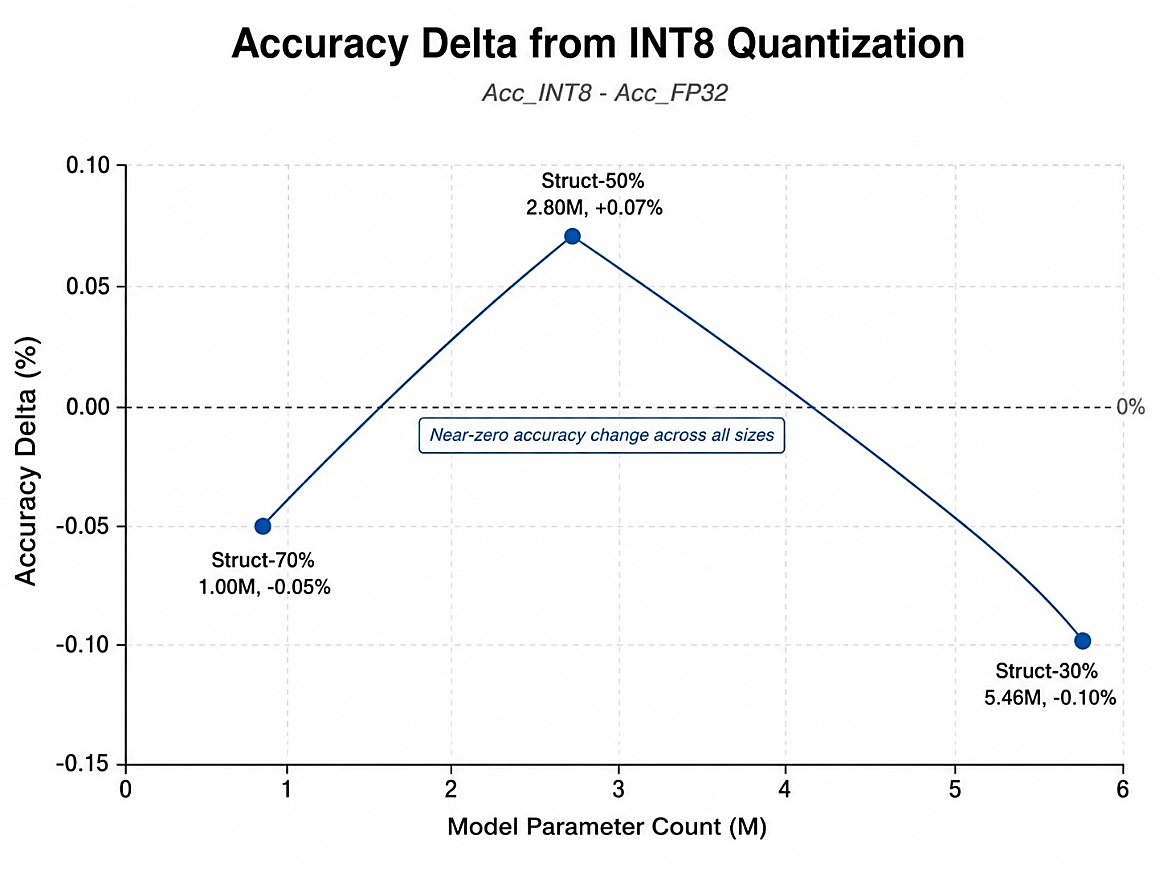 Accuracy Delta from INT8 Quantization
Acc_INT8 - Acc_FP32
Accuracy Delta (%)
0.10
0.05
0.00
-0.05
-0.10
-0.15
Struct-50%
2.80M, +0.07%
0%
Near-zero accuracy change across all sizes
Struct-70%
1.00M, -0.05%
Struct-30%
5.46M, -0.10%
0 1 2 3 4 5 6
Model Parameter Count (M)